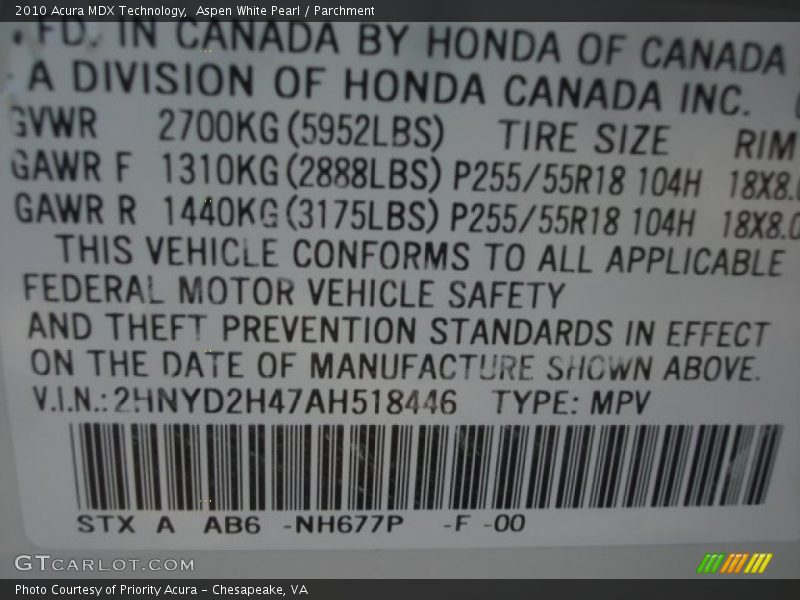 2010 Acura MDX Technology,  Aspen White Pearl / Parchment
FD. IN CANADA BY HONDA OF CANADA
A DIVISION OF HONDA CANADA INC.
GVWR 2700KG (5952LBS) TIRE SIZE RIM
GAWR F 1310KG (2888LBS) P255/55R18 104H 18X8.0
GAWR R 1440KG (3175LBS) P255/55R18 104H 18X8.0
THIS VEHICLE CONFORMS TO ALL APPLICABLE
FEDERAL MOTOR VEHICLE SAFETY
AND THEFT PREVENTION STANDARDS IN EFFECT
ON THE DATE OF MANUFACTURE SHOWN ABOVE.
V.I.N.: 2HNYD2H47AH518446 TYPE: MPV
STX A AB6 -NH677P -F -00
GTCARLOT.COM
Photo Courtesy of Priority Acura – Chesapeake, VA